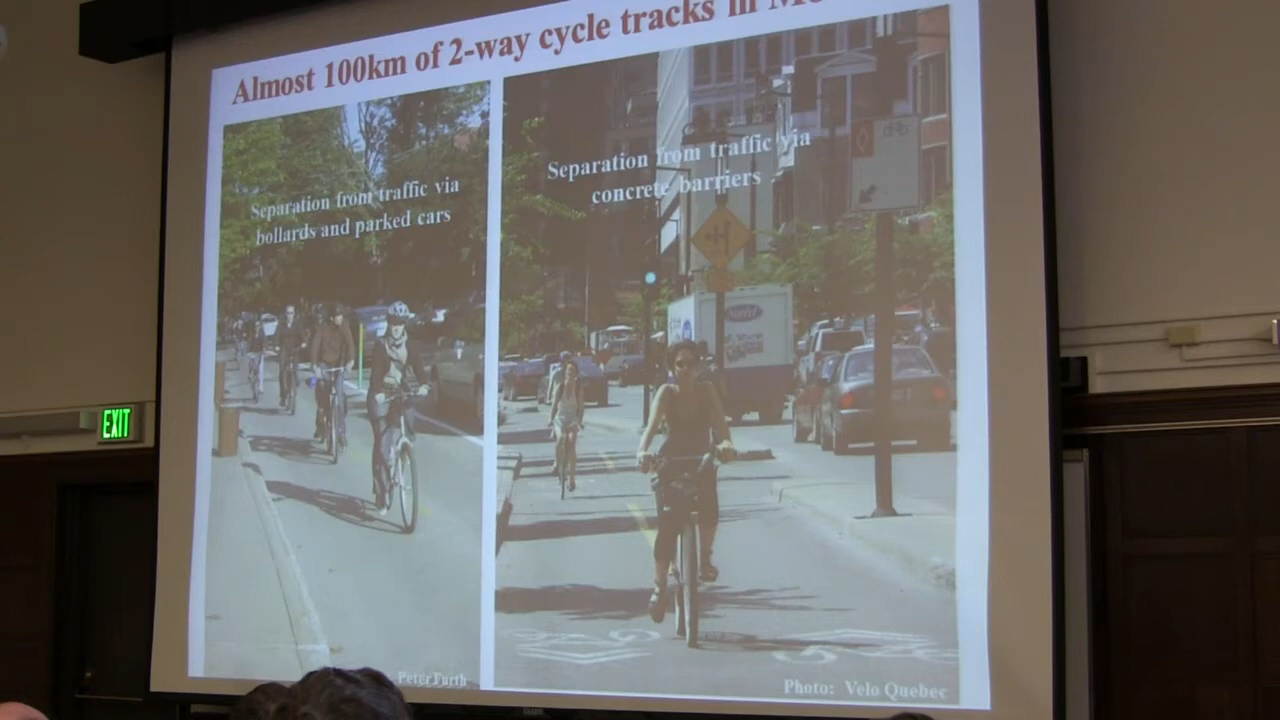 Almost 100km of 2-way cycle tracks in
Separation from traffic via
bollards and parked cars
Separation from traffic via
concrete barriers
EXIT
Peter Furth
Photo: Velo Quebec